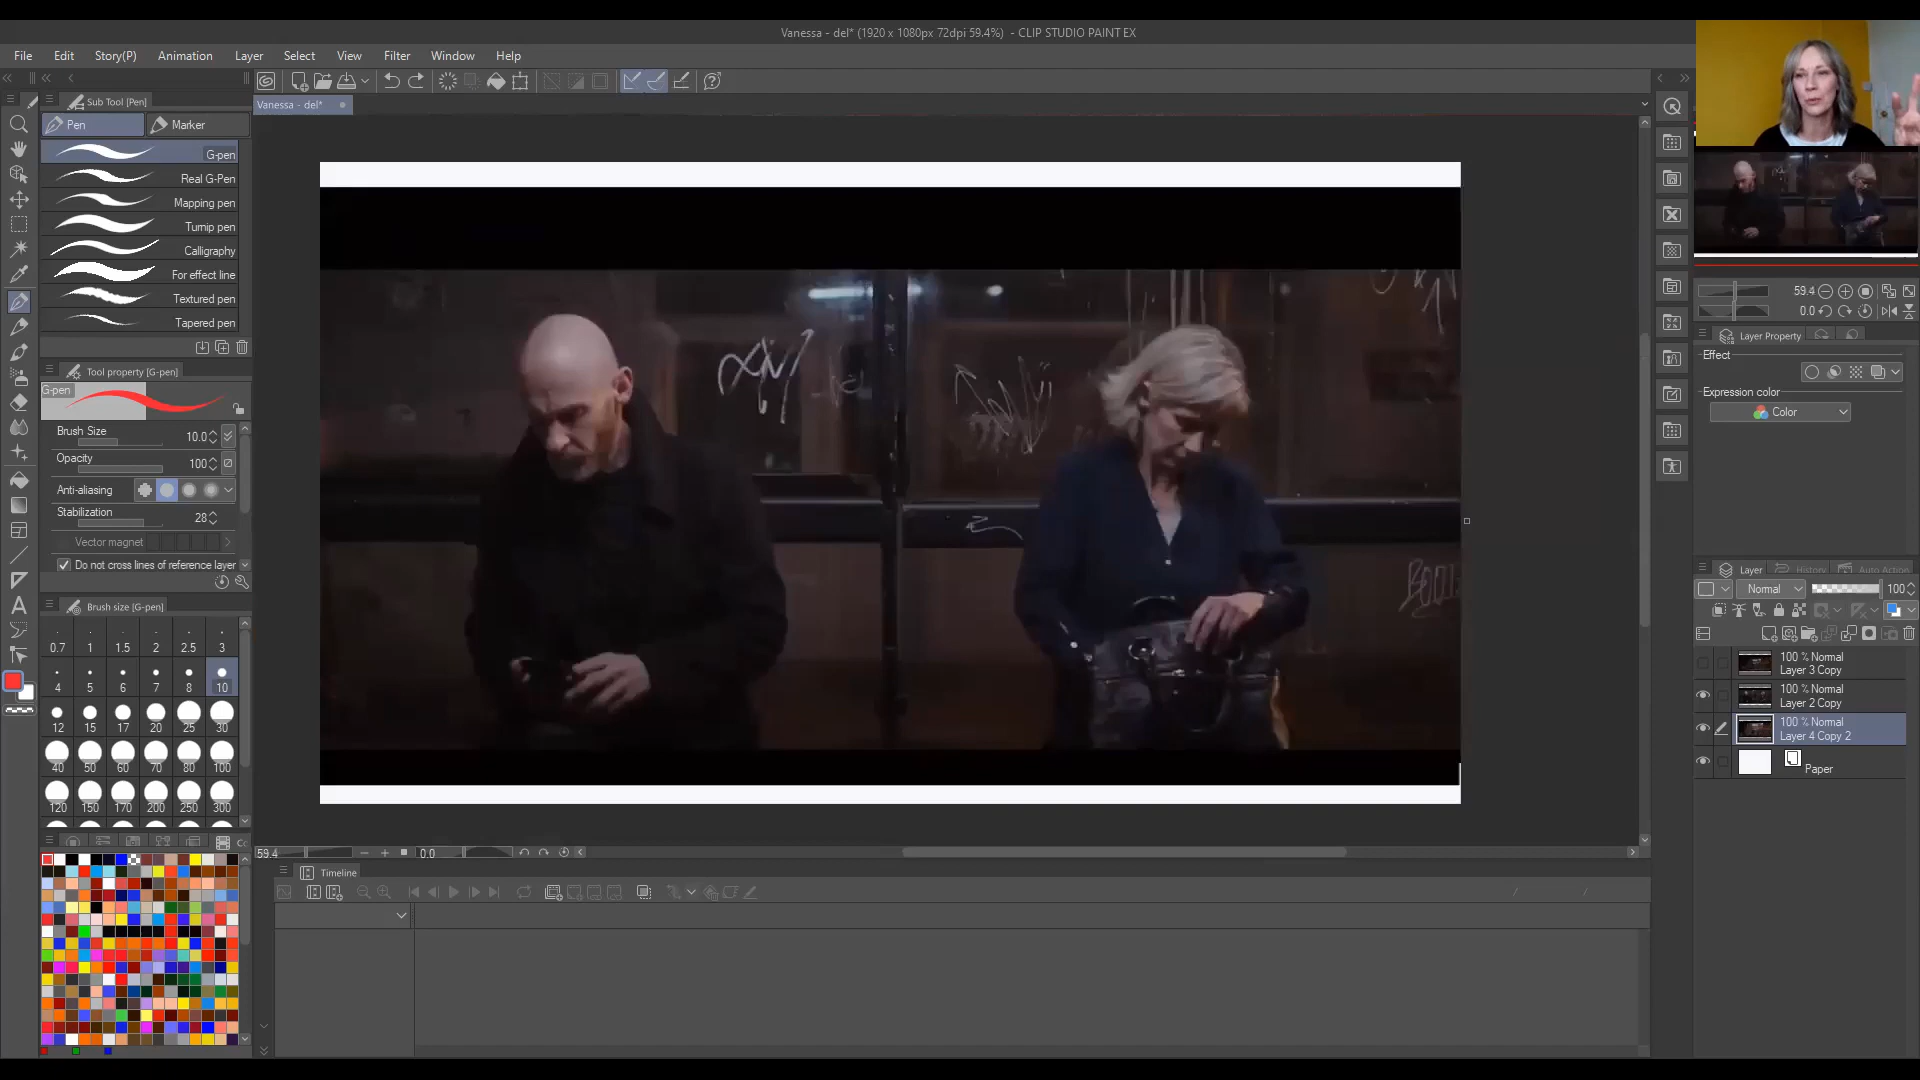 Vanessa - del* (1920 x 1080px 72dpi 59.4%) - CLIP STUDIO PAINT EX
File Edit Story(P) Animation Layer Select View Filter Window Help
Sub Tool [Pen]
Vanessa - del*
Pen Marker
G-pen
Real G-Pen
Mapping pen
Turnip pen
Calligraphy
For effect line
Textured pen
Tapered pen
Tool property [G-pen]
G-pen
Brush Size 10.0
Opacity 100
Anti-aliasing
Stabilization 28
Vector magnet
Do not cross lines of reference layer
Brush size [G-pen]
0.7 1 1.5 2 2.5 3
4 5 6 7 8 10
12 15 17 20 25 30
40 50 60 70 80 100
120 150 170 200 250 300
59.4 0.0
Timeline
59.4
0.0
Layer Property
Effect
Expression color
Color
Layer History Auto Action
Normal 100
100 % Normal
Layer 3 Copy
100 % Normal
Layer 2 Copy
100 % Normal
Layer 4 Copy 2
Paper